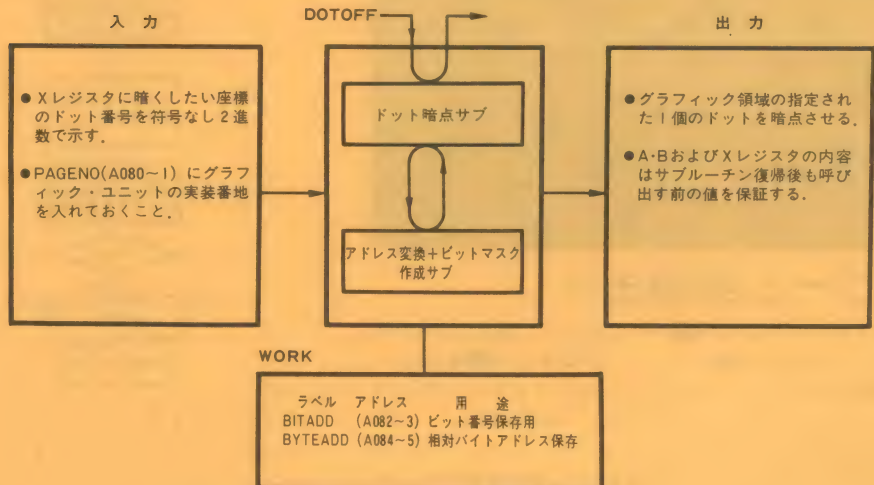 入 力
DOTOFF
出 力
● Xレジスタに暗くしたい座標
のドット番号を符号なし2進
数で示す.
● PAGENO(A080〜1)にグラフ
ィック・ユニットの実装番地
を入れておくこと.
ドット暗点サブ
アドレス変換+ビットマスク
作成サブ
● グラフィック領域の指定され
た1個のドットを暗点させる.
● A・BおよびXレジスタの内容
はサブルーチン復帰後も呼び
出す前の値を保証する.
WORK
ラベル アドレス 用 途
BITADD (A082〜3) ビット番号保存用
BYTEADD (A084〜5) 相対バイトアドレス保存